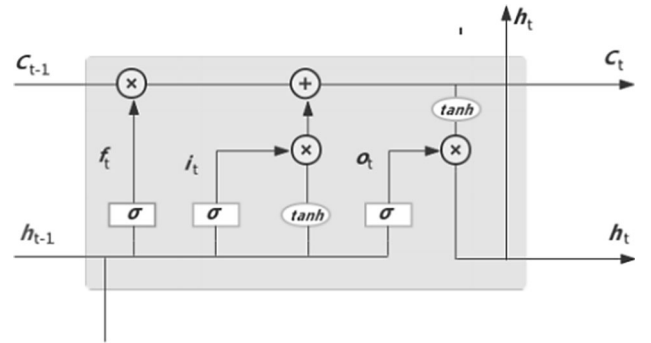 h_t
C_t-1
C_t
× +
tanh
f_t i_t × o_t ×
σ σ tanh σ
h_t-1
h_t